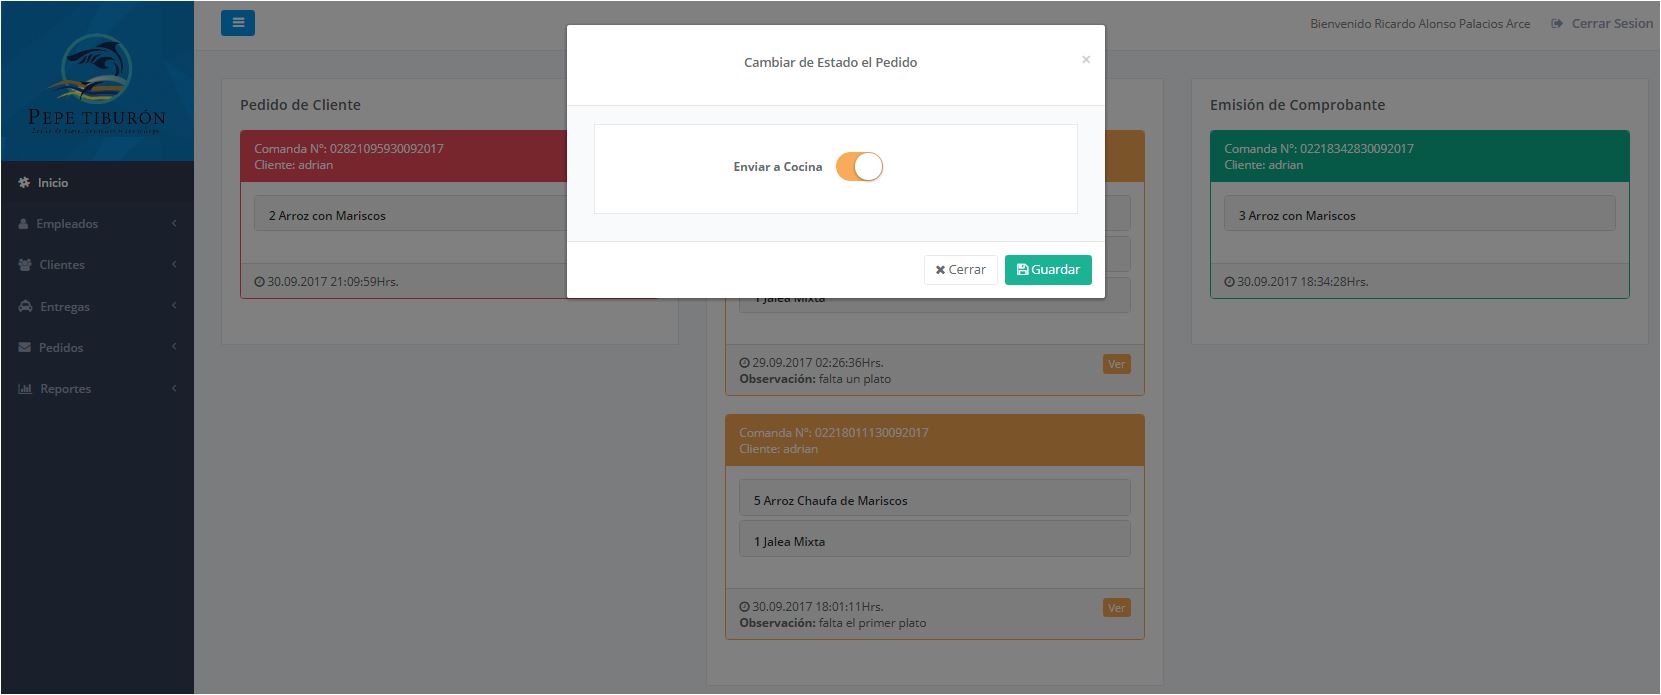 PEPE TIBURÓN
Inicio
Empleados
Clientes
Entregas
Pedidos
Reportes
Bienvenido Ricardo Alonso Palacios Arce
Cerrar Sesion
Cambiar de Estado el Pedido
×
Enviar a Cocina
Cerrar
Guardar
Pedido de Cliente
Comanda N°: 02821095930092017
Cliente: adrian
2 Arroz con Mariscos
30.09.2017 21:09:59Hrs.
1 Jalea Mixta
29.09.2017 02:26:36Hrs.
Ver
Observación: falta un plato
Comanda N°: 02218011130092017
Cliente: adrian
5 Arroz Chaufa de Mariscos
1 Jalea Mixta
30.09.2017 18:01:11Hrs.
Ver
Observación: falta el primer plato
Emisión de Comprobante
Comanda N°: 02218342830092017
Cliente: adrian
3 Arroz con Mariscos
30.09.2017 18:34:28Hrs.